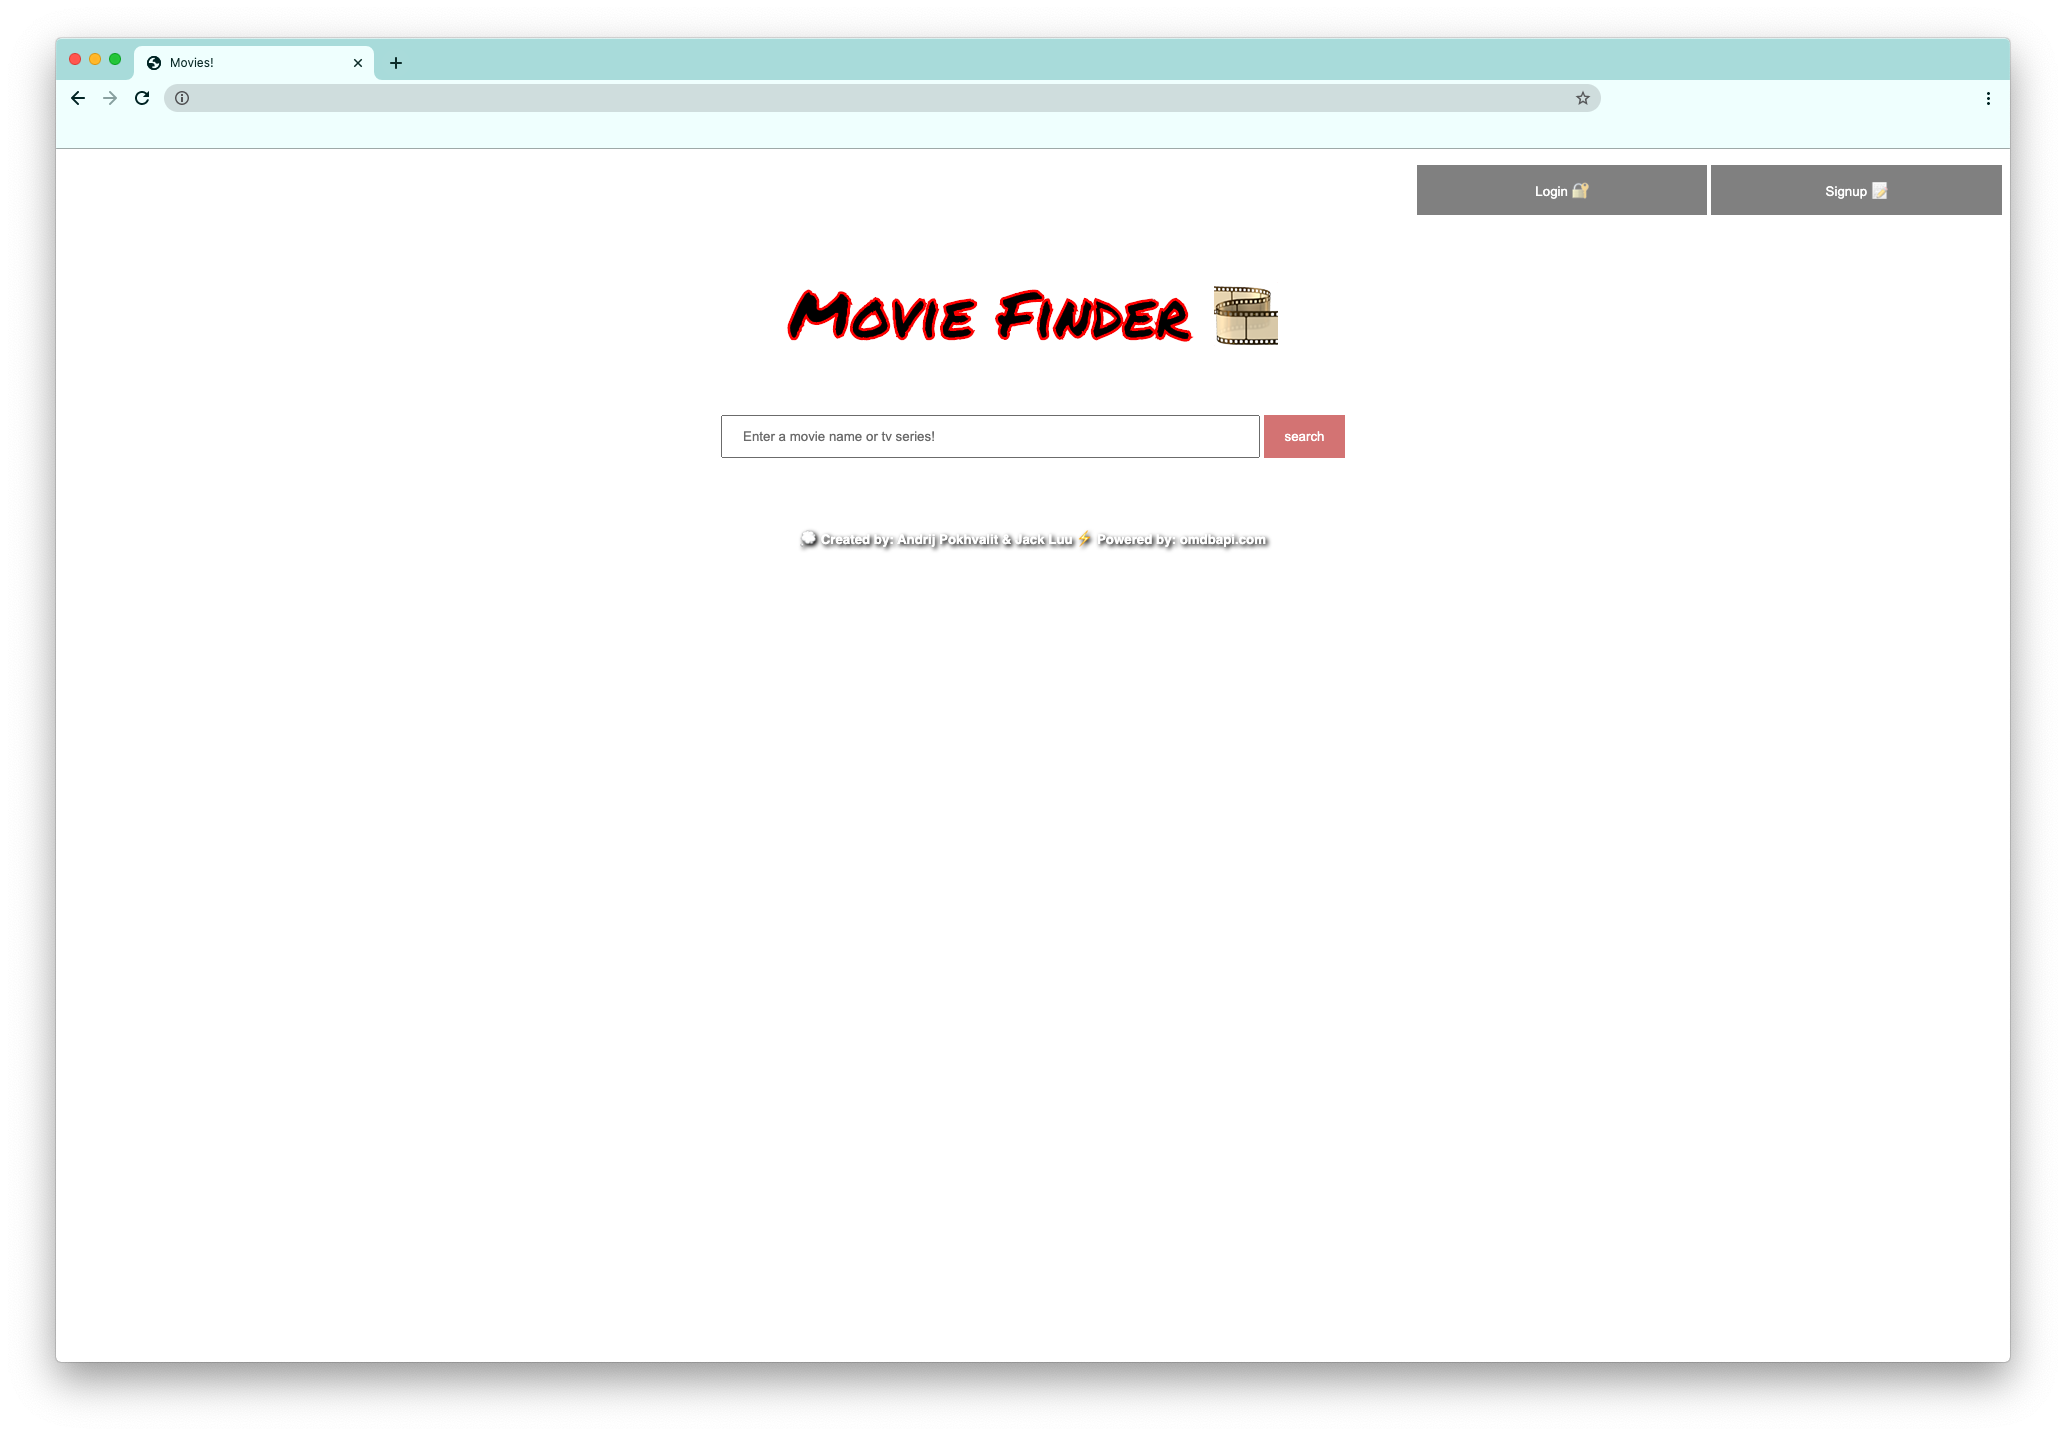 Movies!
Login 🔐 Signup 📝
Movie Finder 🎞️
Enter a movie name or tv series! search
💭 Created by: Andrij Pokhvalit & Jack Luu ⚡ Powered by: omdbapi.com